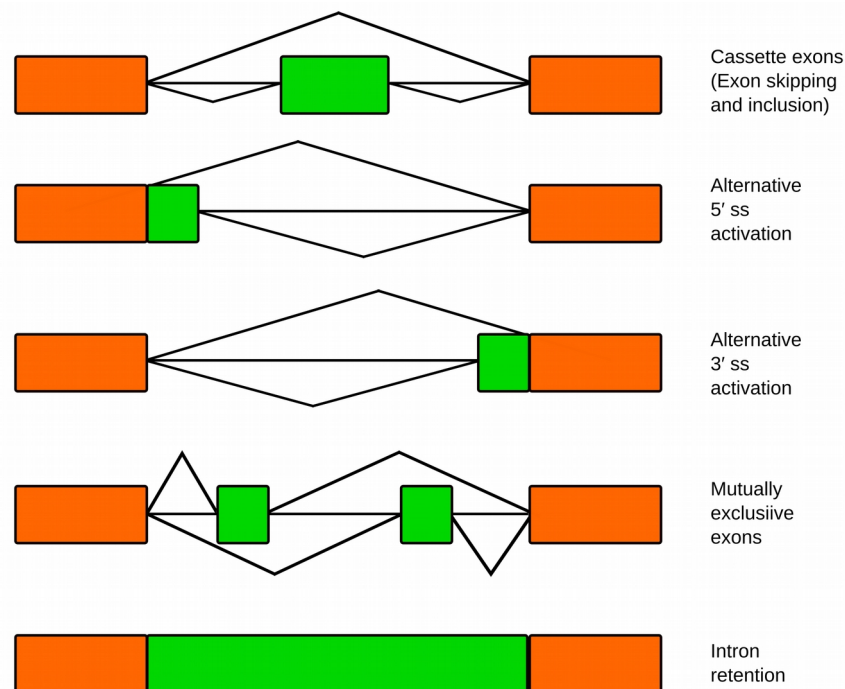 Cassette exons
(Exon skipping
and inclusion)
Alternative
5′ ss
activation
Alternative
3′ ss
activation
Mutually
exclusiive
exons
Intron
retention